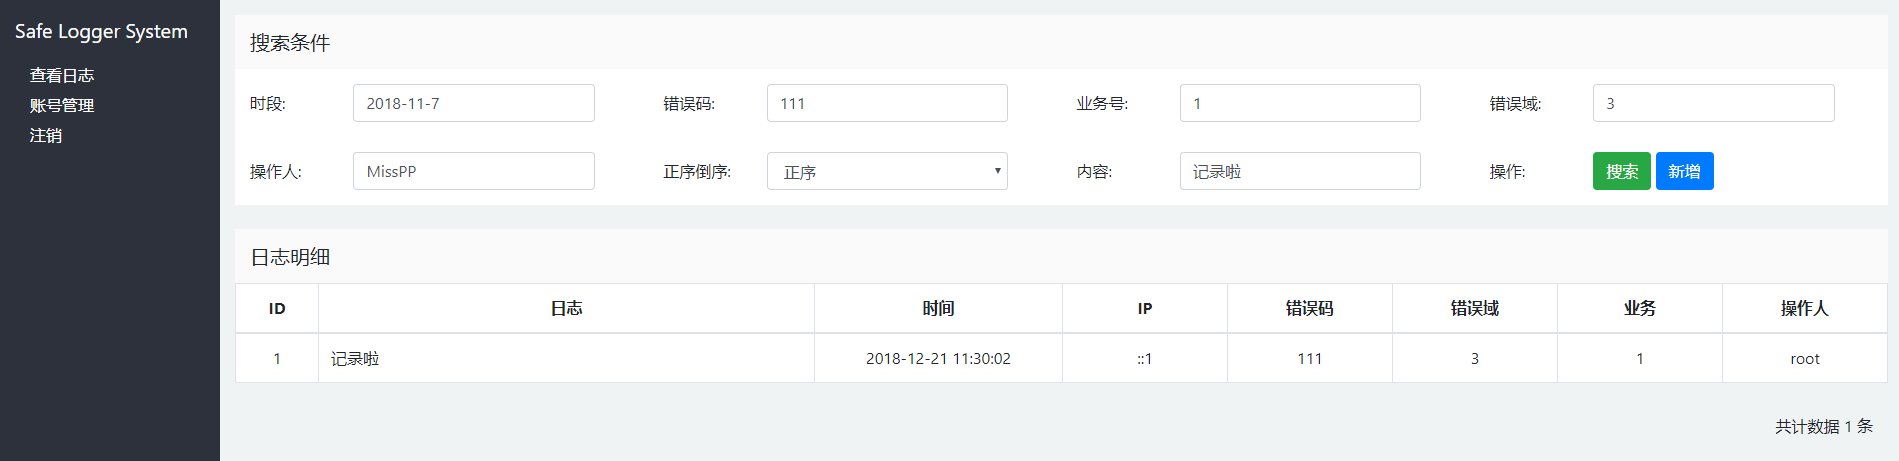 Safe Logger System
查看日志
账号管理
注销
搜索条件
时段: 2018-11-7 错误码: 111 业务号: 1 错误域: 3
操作人: MissPP 正序倒序: 正序 内容: 记录啦 操作: 搜索 新增
日志明细
ID 日志 时间 IP 错误码 错误域 业务 操作人
1 记录啦 2018-12-21 11:30:02 ::1 111 3 1 root
共计数据 1 条